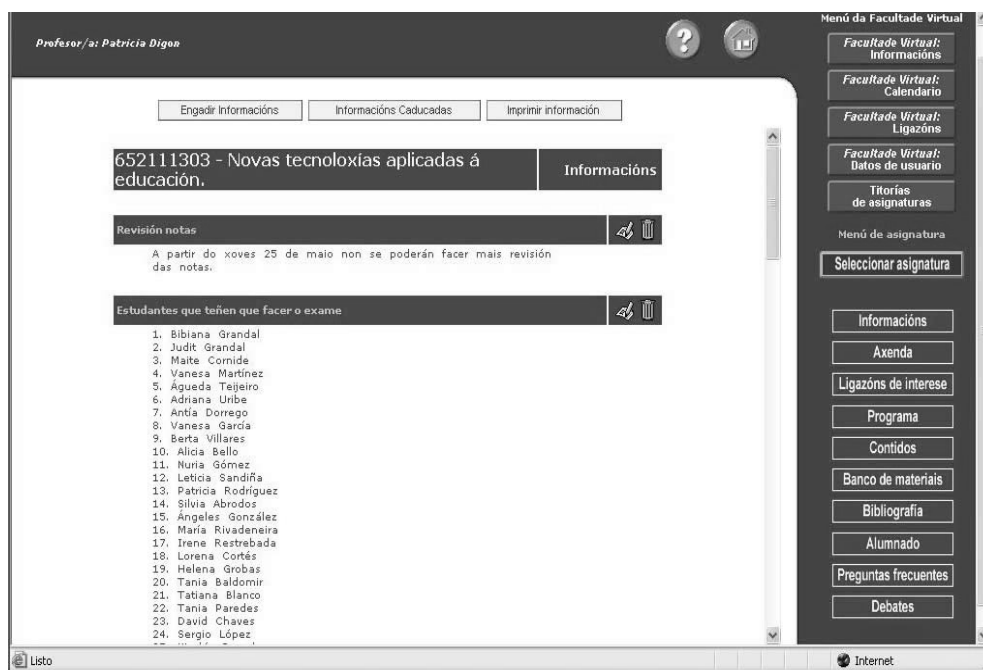 Profesor/a: Patricia Digon
Engadir Informacións
Informacións Caducadas
Imprimir información
652111303 - Novas tecnoloxías aplicadas á
educación.
Informacións
Revisión notas
A partir do xoves 25 de maio non se poderán facer mais revisión
das notas.
Estudantes que teñen que facer o exame
1. Bibiana Grandal
2. Judit Grandal
3. Maite Cornide
4. Vanesa Martínez
5. Águeda Teijeiro
6. Adriana Uribe
7. Antía Dorrego
8. Vanesa García
9. Berta Villares
10. Alicia Bello
11. Nuria Gómez
12. Leticia Sandiña
13. Patricia Rodríguez
14. Silvia Abrodos
15. Ángeles González
16. María Rivadeneira
17. Irene Restrebada
18. Lorena Cortés
19. Helena Grobas
20. Tania Baldomir
21. Tatiana Blanco
22. Tania Paredes
23. David Chaves
24. Sergio López
Menú da Facultade Virtual
Facultade Virtual:
Informacións
Facultade Virtual:
Calendario
Facultade Virtual:
Ligazóns
Facultade Virtual:
Datos de usuario
Titorías
de asignaturas
Menú de asignatura
Seleccionar asignatura
Informacións
Axenda
Ligazóns de interese
Programa
Contidos
Banco de materiais
Bibliografía
Alumnado
Preguntas frecuentes
Debates
Listo
Internet